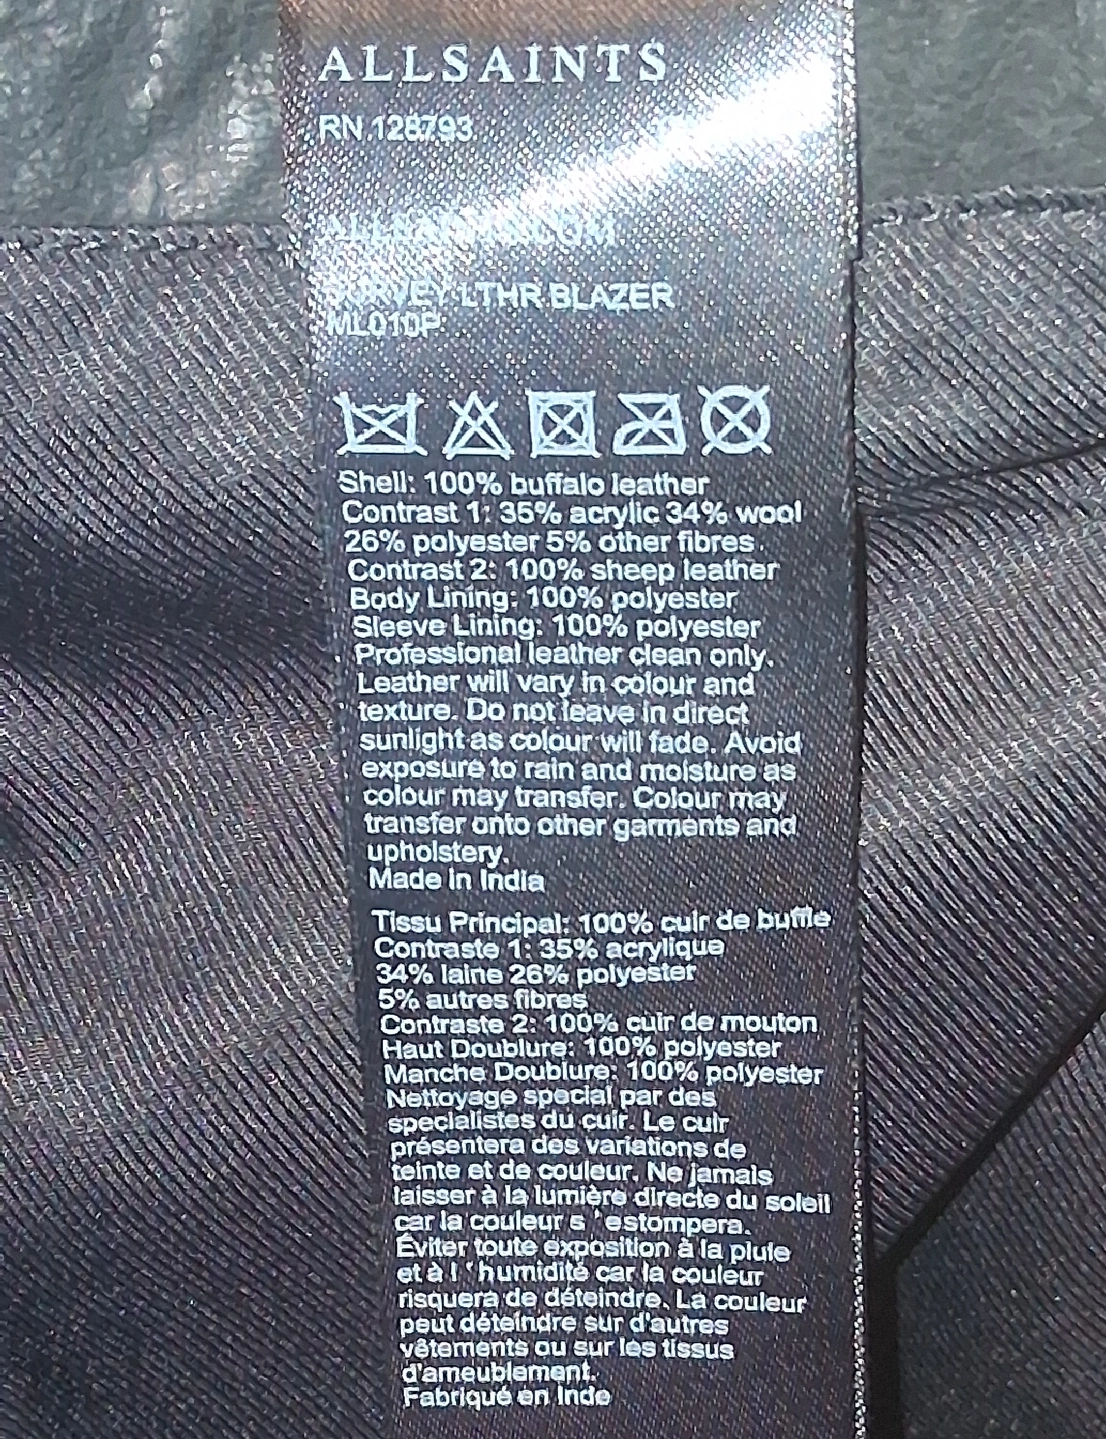 ALLSAINTS
RN 128793
LTHR BLAZER
ML010P
Shell: 100% buffalo leather
Contrast 1: 35% acrylic 34% wool
26% polyester 5% other fibres.
Contrast 2: 100% sheep leather
Body Lining: 100% polyester
Sleeve Lining: 100% polyester
Professional leather clean only.
Leather will vary in colour and
texture. Do not leave in direct
sunlight as colour will fade. Avoid
exposure to rain and moisture as
colour may transfer. Colour may
transfer onto other garments and
upholstery.
Made in India
Tissu Principal: 100% cuir de buffle
Contraste 1: 35% acrylique
34% laine 26% polyester
5% autres fibres
Contraste 2: 100% cuir de mouton
Haut Doublure: 100% polyester
Manche Doublure: 100% polyester
Nettoyage special par des
specialistes du cuir. Le cuir
présentera des variations de
teinte et de couleur. Ne jamais
laisser à la lumière directe du soleil
car la couleur s 'estompera.
Éviter toute exposition à la pluie
et à l 'humidité car la couleur
risquera de déteindre. La couleur
peut déteindre sur d'autres
vêtements ou sur les tissus
d'ameublement.
Fabriqué en Inde